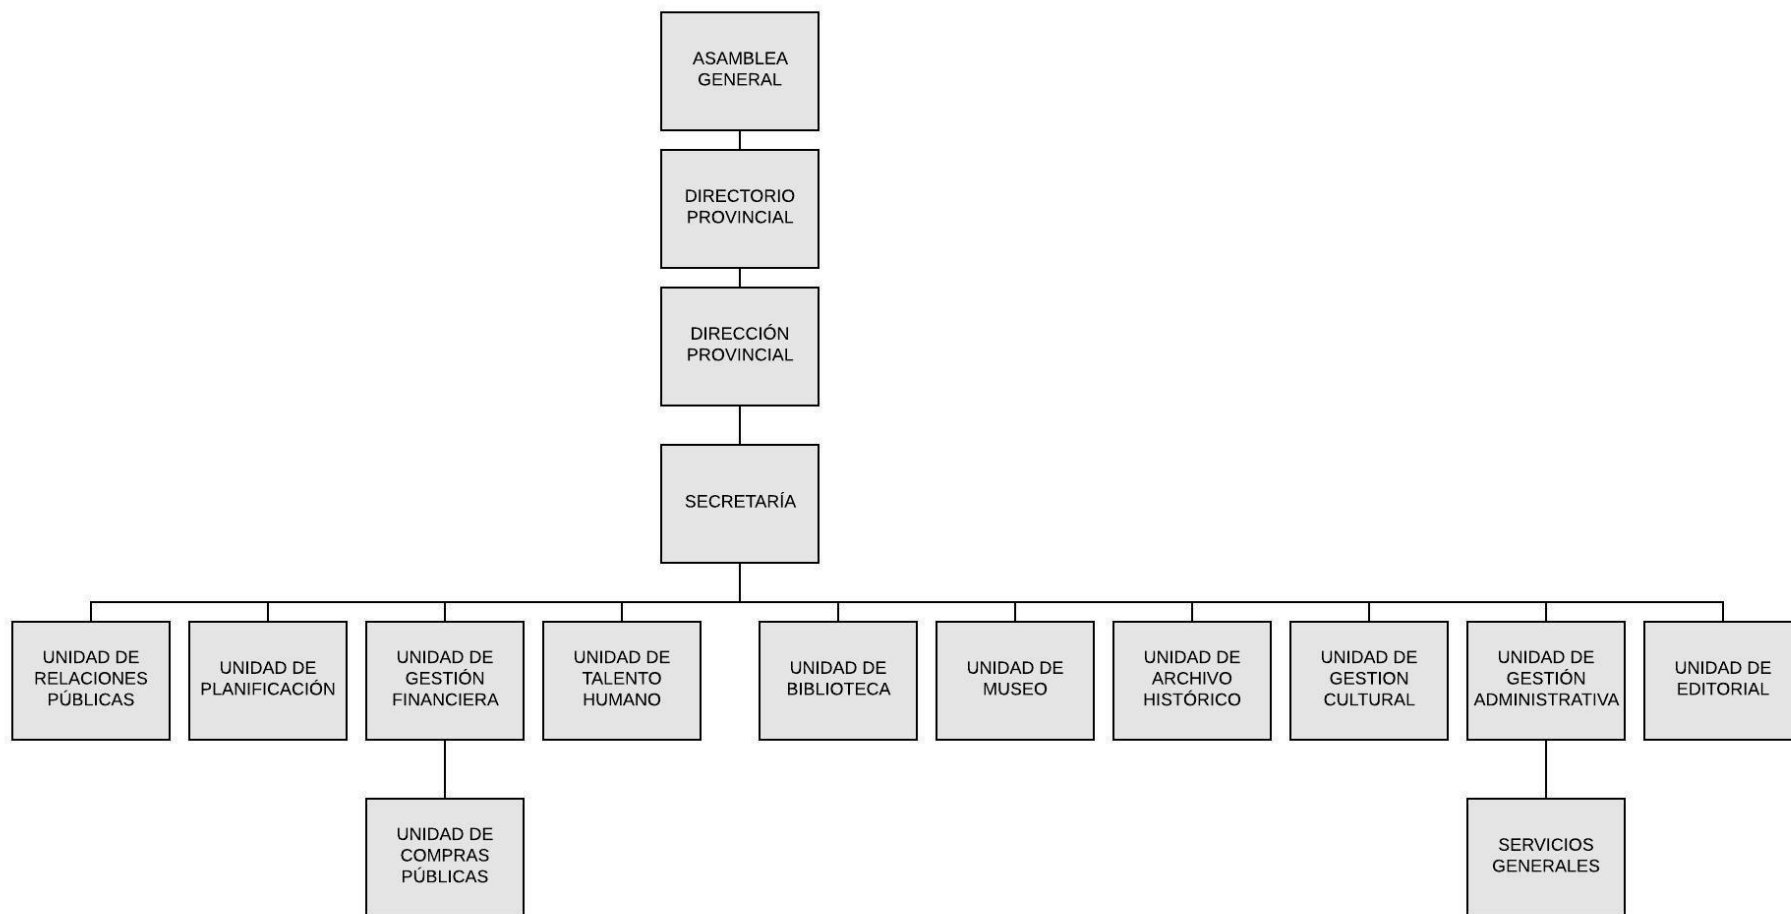 ASAMBLEA
GENERAL
DIRECTORIO
PROVINCIAL
DIRECCIÓN
PROVINCIAL
SECRETARÍA
UNIDAD DE
RELACIONES
PÚBLICAS
UNIDAD DE
PLANIFICACIÓN
UNIDAD DE
GESTIÓN
FINANCIERA
UNIDAD DE
TALENTO
HUMANO
UNIDAD DE
BIBLIOTECA
UNIDAD DE
MUSEO
UNIDAD DE
ARCHIVO
HISTÓRICO
UNIDAD DE
GESTION
CULTURAL
UNIDAD DE
GESTIÓN
ADMINISTRATIVA
UNIDAD DE
EDITORIAL
UNIDAD DE
COMPRAS
PÚBLICAS
SERVICIOS
GENERALES